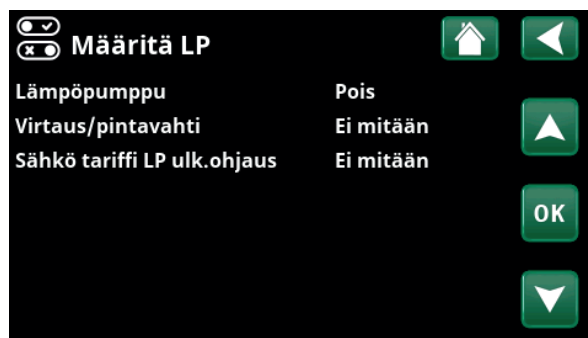 Määritä LP
Lämpöpumppu Pois
Virtaus/pintavahti Ei mitään
Sähkö tariffi LP ulk.ohjaus Ei mitään
OK